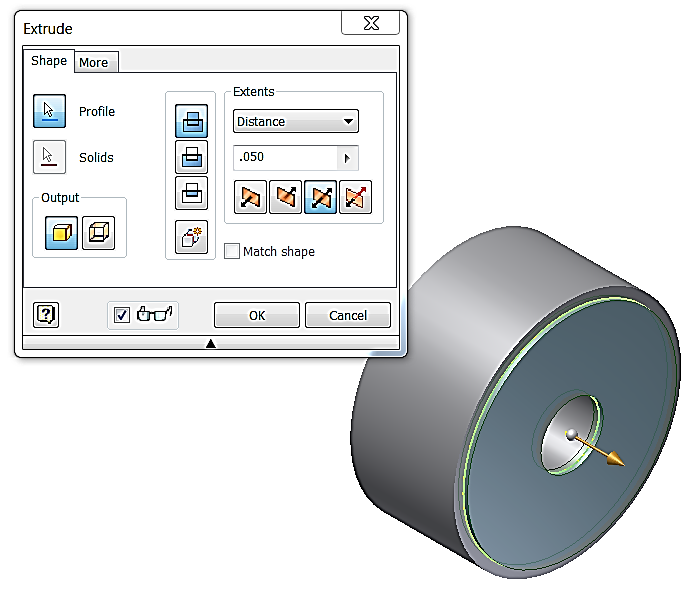 Extrude
Shape
More
Profile
Solids
Output
Extents
Distance
.050
Match shape
?
OK
Cancel